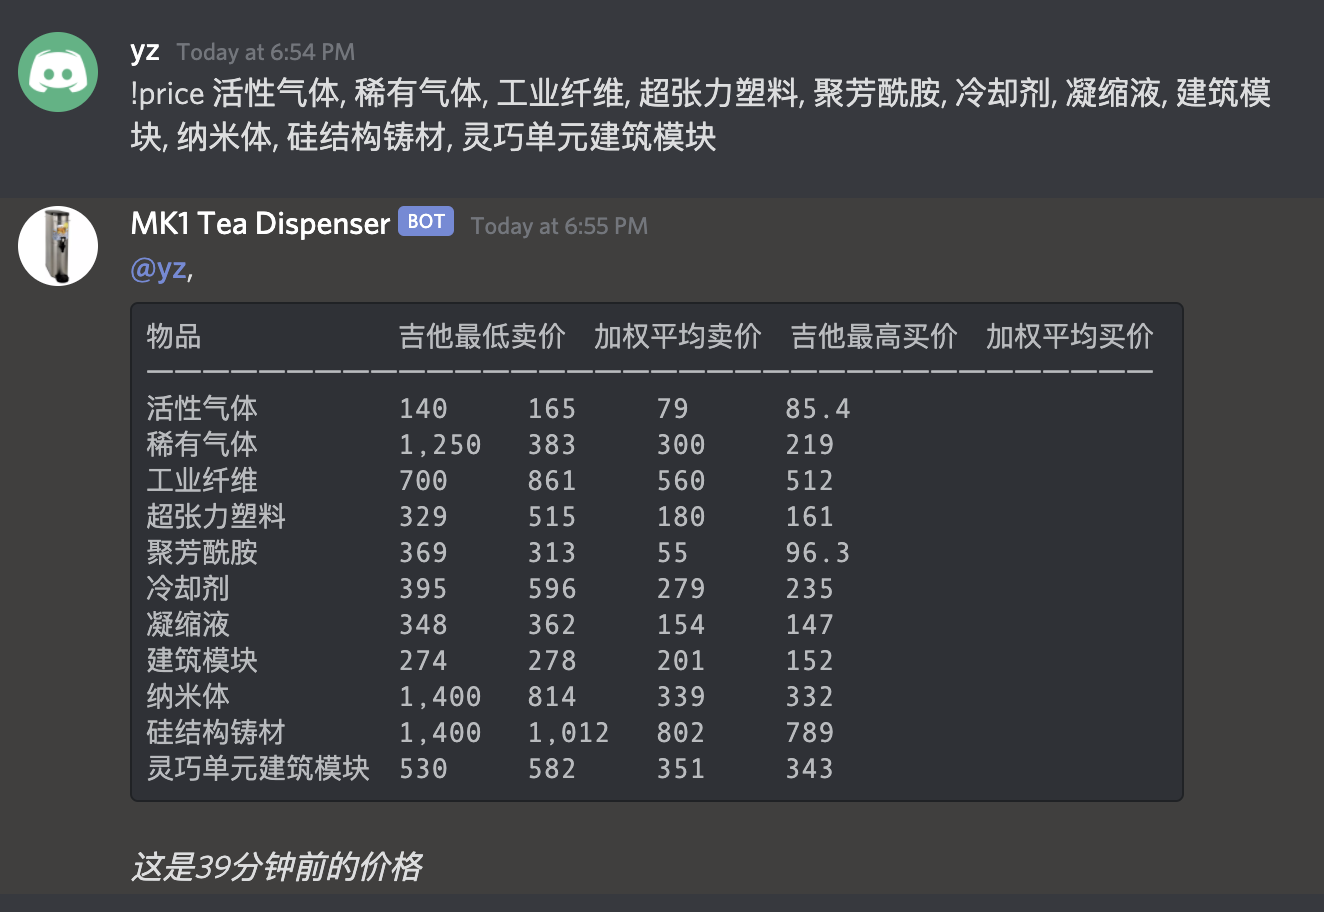 yz Today at 6:54 PM
!price 活性气体, 稀有气体, 工业纤维, 超张力塑料, 聚芳酰胺, 冷却剂, 凝缩液, 建筑模
块, 纳米体, 硅结构铸材, 灵巧单元建筑模块
MK1 Tea Dispenser BOT Today at 6:55 PM
@yz,
物品 吉他最低卖价 加权平均卖价 吉他最高买价 加权平均买价
————————————————————————————————————
活性气体 140 165 79 85.4
稀有气体 1,250 383 300 219
工业纤维 700 861 560 512
超张力塑料 329 515 180 161
聚芳酰胺 369 313 55 96.3
冷却剂 395 596 279 235
凝缩液 348 362 154 147
建筑模块 274 278 201 152
纳米体 1,400 814 339 332
硅结构铸材 1,400 1,012 802 789
灵巧单元建筑模块 530 582 351 343
这是39分钟前的价格